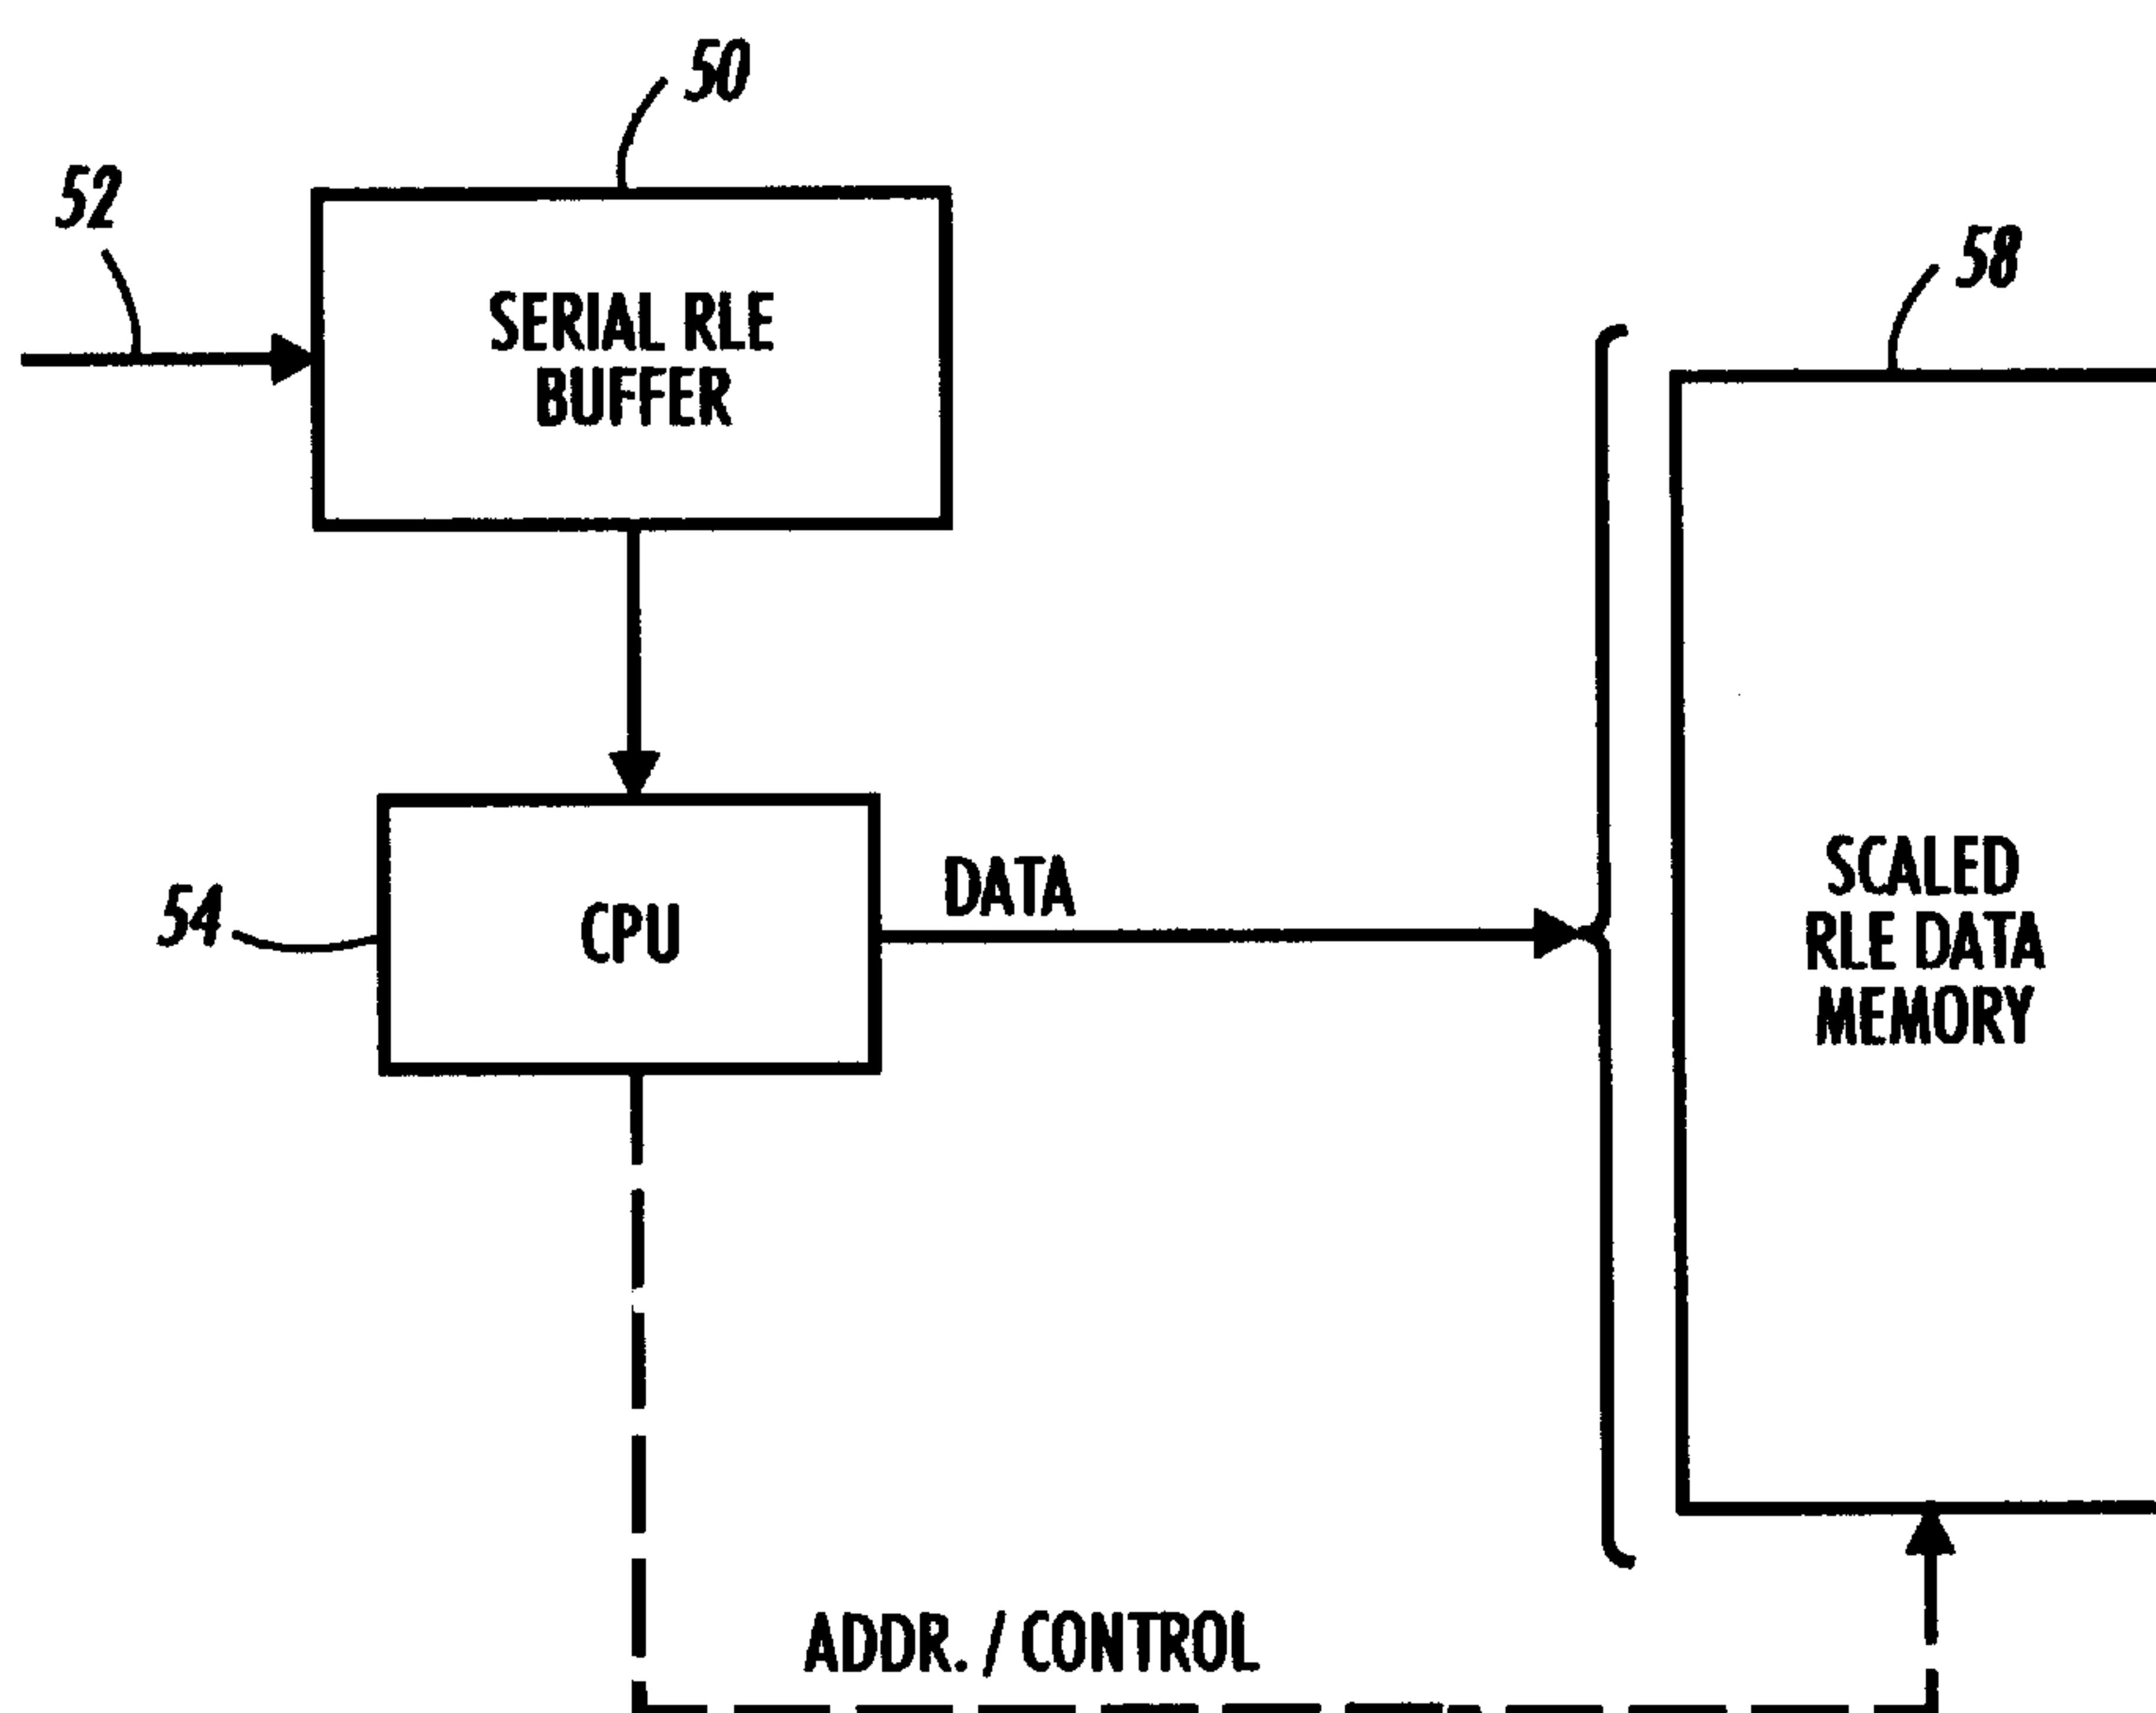 50
52
58
SERIAL RLE
BUFFER
SCALED
RLE DATA
MEMORY
54
CPU
DATA
ADDR. / CONTROL